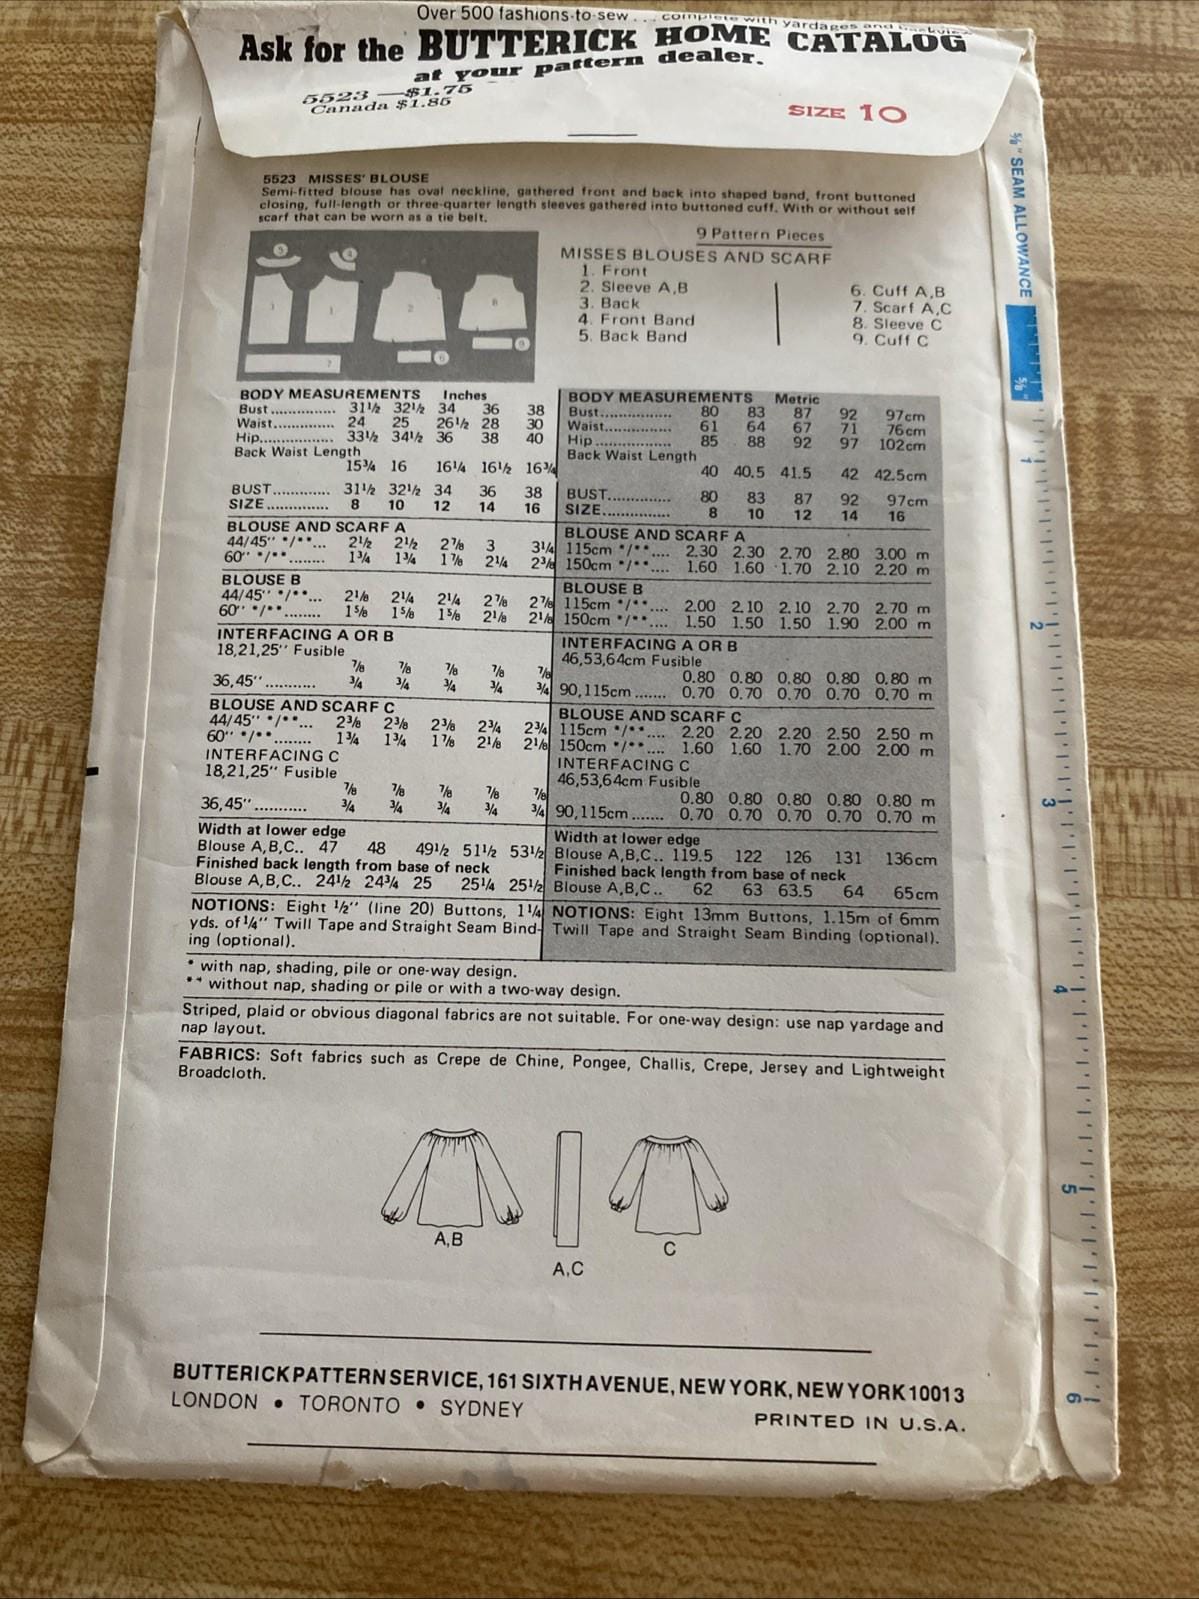 Over 500 fashions-to-sew . . . complete with yardages and backviews
Ask for the BUTTERICK HOME CATALOG
at your pattern dealer.
5523 —$1.75
Canada $1.85
SIZE 10
5/8" SEAM ALLOWANCE
5/8"
1
2
3
4
5
6
5523 MISSES' BLOUSE
Semi-fitted blouse has oval neckline, gathered front and back into shaped band, front buttoned
closing, full-length or three-quarter length sleeves gathered into buttoned cuff. With or without self
scarf that can be worn as a tie belt.
5 4 3 1 2 8 7 6 9
9 Pattern Pieces
MISSES BLOUSES AND SCARF
1. Front
2. Sleeve A,B
3. Back
4. Front Band
5. Back Band
6. Cuff A,B
7. Scarf A,C
8. Sleeve C
9. Cuff C
BODY MEASUREMENTS Inches
Bust............... 31½ 32½ 34 36 38
Waist.............. 24 25 26½ 28 30
Hip................ 33½ 34½ 36 38 40
Back Waist Length
15¾ 16 16¼ 16½ 16¾
BUST............. 31½ 32½ 34 36 38
SIZE.............. 8 10 12 14 16
BLOUSE AND SCARF A
44/45" */**... 2½ 2½ 2⅞ 3 3¼
60" */**........ 1¾ 1¾ 1⅞ 2¼ 2⅜
BLOUSE B
44/45" */**... 2⅛ 2¼ 2¼ 2⅞ 2⅞
60" */**........ 1⅝ 1⅝ 1⅝ 2⅛ 2⅛
INTERFACING A OR B
18,21,25" Fusible
⅞ ⅞ ⅞ ⅞ ⅞
36,45"........... ¾ ¾ ¾ ¾ ¾
BLOUSE AND SCARF C
44/45" */**... 2⅜ 2⅜ 2⅜ 2¾ 2¾
60" */**........ 1¾ 1¾ 1⅞ 2⅛ 2⅛
INTERFACING C
18,21,25" Fusible
⅞ ⅞ ⅞ ⅞ ⅞
36,45"........... ¾ ¾ ¾ ¾ ¾
Width at lower edge
Blouse A,B,C.. 47 48 49½ 51½ 53½
Finished back length from base of neck
Blouse A,B,C.. 24½ 24¾ 25 25¼ 25½
NOTIONS: Eight ½" (line 20) Buttons, 1¼
yds. of ¼" Twill Tape and Straight Seam Bind-
ing (optional).
BODY MEASUREMENTS Metric
Bust................ 80 83 87 92 97cm
Waist............... 61 64 67 71 76cm
Hip ................ 85 88 92 97 102cm
Back Waist Length
40 40.5 41.5 42 42.5cm
BUST.............. 80 83 87 92 97cm
SIZE............... 8 10 12 14 16
BLOUSE AND SCARF A
115cm */**.... 2.30 2.30 2.70 2.80 3.00 m
150cm */**.... 1.60 1.60 1.70 2.10 2.20 m
BLOUSE B
115cm */**.... 2.00 2.10 2.10 2.70 2.70 m
150cm */**.... 1.50 1.50 1.50 1.90 2.00 m
INTERFACING A OR B
46,53,64cm Fusible
0.80 0.80 0.80 0.80 0.80 m
90,115cm ....... 0.70 0.70 0.70 0.70 0.70 m
BLOUSE AND SCARF C
115cm */**.... 2.20 2.20 2.20 2.50 2.50 m
150cm */**.... 1.60 1.60 1.70 2.00 2.00 m
INTERFACING C
46,53,64cm Fusible
0.80 0.80 0.80 0.80 0.80 m
90,115cm ....... 0.70 0.70 0.70 0.70 0.70 m
Width at lower edge
Blouse A,B,C.. 119.5 122 126 131 136cm
Finished back length from base of neck
Blouse A,B,C.. 62 63 63.5 64 65cm
NOTIONS: Eight 13mm Buttons, 1.15m of 6mm
Twill Tape and Straight Seam Binding (optional).
* with nap, shading, pile or one-way design.
** without nap, shading or pile or with a two-way design.
Striped, plaid or obvious diagonal fabrics are not suitable. For one-way design: use nap yardage and
nap layout.
FABRICS: Soft fabrics such as Crepe de Chine, Pongee, Challis, Crepe, Jersey and Lightweight
Broadcloth.
A,B
A,C
C
BUTTERICK PATTERN SERVICE, 161 SIXTH AVENUE, NEW YORK, NEW YORK 10013
LONDON • TORONTO • SYDNEY
PRINTED IN U.S.A.